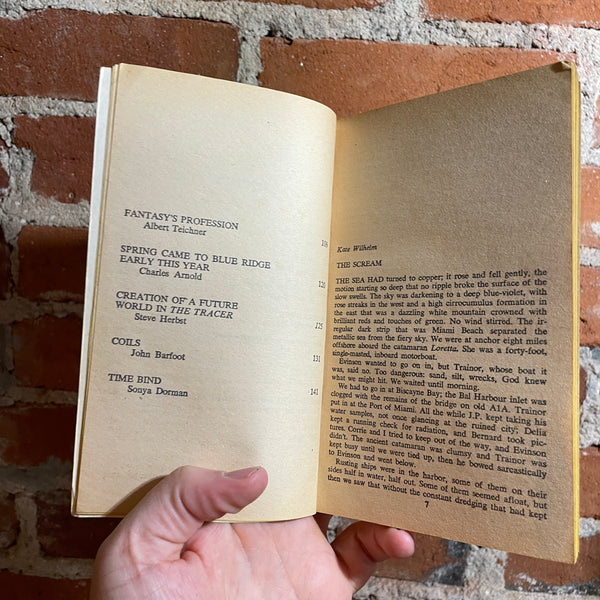 FANTASY'S PROFESSION
Albert Teichner 106
SPRING CAME TO BLUE RIDGE
EARLY THIS YEAR
Charles Arnold 120
CREATION OF A FUTURE
WORLD IN THE TRACER
Steve Herbst 125
COILS
John Barfoot 131
TIME BIND
Sonya Dorman 141
Kate Wilhelm
THE SCREAM
THE SEA HAD turned to copper; it rose and fell gently, the
motion starting so deep that no ripple broke the surface of the
slow swells. The sky was darkening to a deep blue-violet, with
rose streaks in the west and a high cirrocumulus formation in
the east that was a dazzling white mountain crowned with
brilliant reds and touches of green. No wind stirred. The ir-
regular dark strip that was Miami Beach separated the
metallic sea from the fiery sky. We were at anchor eight miles
offshore aboard the catamaran Loretta. She was a forty-foot,
single-masted, inboard motorboat.
Evinson wanted to go on in, but Trainor, whose boat it
was, said no. Too dangerous: sand, silt, wrecks, God knew
what we might hit. We waited until morning.
We had to go in at Biscayne Bay; the Bal Harbour inlet was
clogged with the remains of the bridge on old A1A. Trainor
put in at the Port of Miami. All the while J.P. kept taking his
water samples, not once glancing at the ruined city; Delia
kept a running check for radiation, and Bernard took pic-
tures. Corrie and I tried to keep out of the way, and Evinson
didn't. The ancient catamaran was clumsy and Trainor was
kept busy until we were tied up, then he bowed sarcastically
to Evinson and went below.
Rusting ships were in the harbor, some of them on their
sides half in water, half out. Some of them seemed afloat, but
then we saw that without the constant dredging that had kept
7